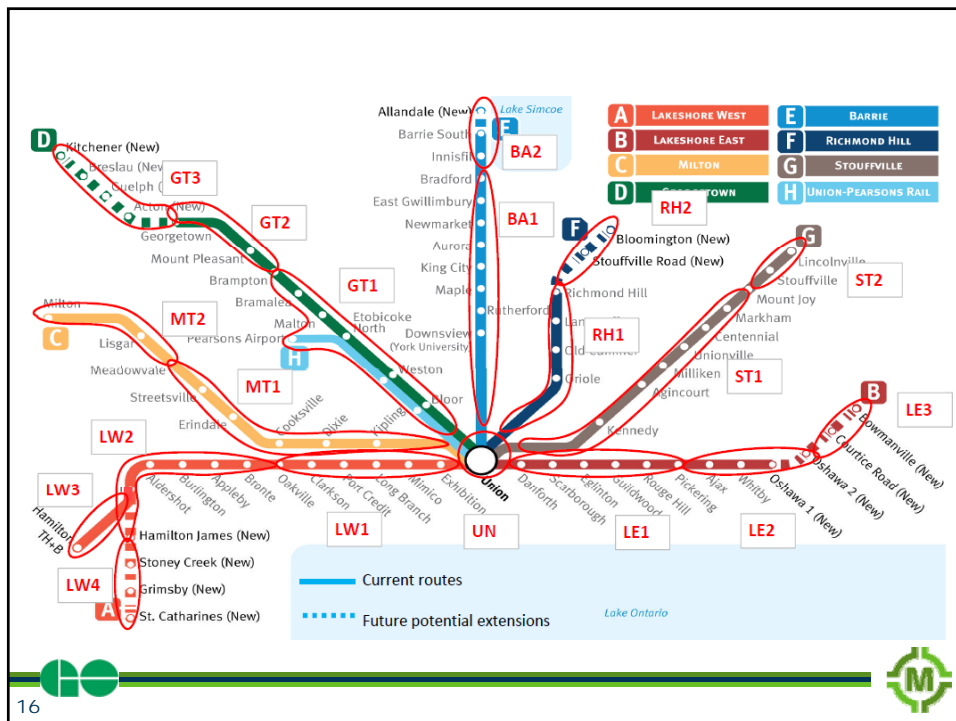 Allandale (New)
Lake Simcoe
Barrie South
Innisfil
Bradford
East Gwillimbury
Newmarket
Aurora
King City
Maple
Rutherford
Downsview
(York University)
E
BA2
BA1
A LAKESHORE WEST
B LAKESHORE EAST
C MILTON
D GEORGETOWN
E BARRIE
F RICHMOND HILL
G STOUFFVILLE
H UNION-PEARSONS RAIL
D
Kitchener (New)
Breslau (New
Guelph (
Acton (New)
Georgetown
Mount Pleasant
Brampton
Bramalea
Malton
Etobicoke
North
Weston
Bloor
GT3
GT2
GT1
Pearsons Airport
H
Milton
C
Lisgar
Meadowvale
Streetsville
Erindale
Cooksville
Dixie
Kipling
MT2
MT1
F
RH2
Bloomington (New)
Stouffville Road (New)
Richmond Hill
Old Cummer
Oriole
RH1
G
Lincolnville
Stouffville
Mount Joy
Markham
Centennial
Unionville
Milliken
Agincourt
Kennedy
ST2
ST1
LW2
LW3
Hamilton
TH+B
Aldershot
Burlington
Appleby
Bronte
Oakville
Clarkson
Port Credit
Long Branch
Mimico
Exhibition
Union
LW1
UN
Hamilton James (New)
Stoney Creek (New)
Grimsby (New)
St. Catharines (New)
LW4
A
Danforth
Scarborough
Eglinton
Guildwood
Rouge Hill
Pickering
Ajax
Whitby
Oshawa 1 (New)
Oshawa 2 (New)
Courtice Road (New)
Bowmanville (New)
B
LE1
LE2
LE3
Current routes
Future potential extensions
Lake Ontario
GO
M
16